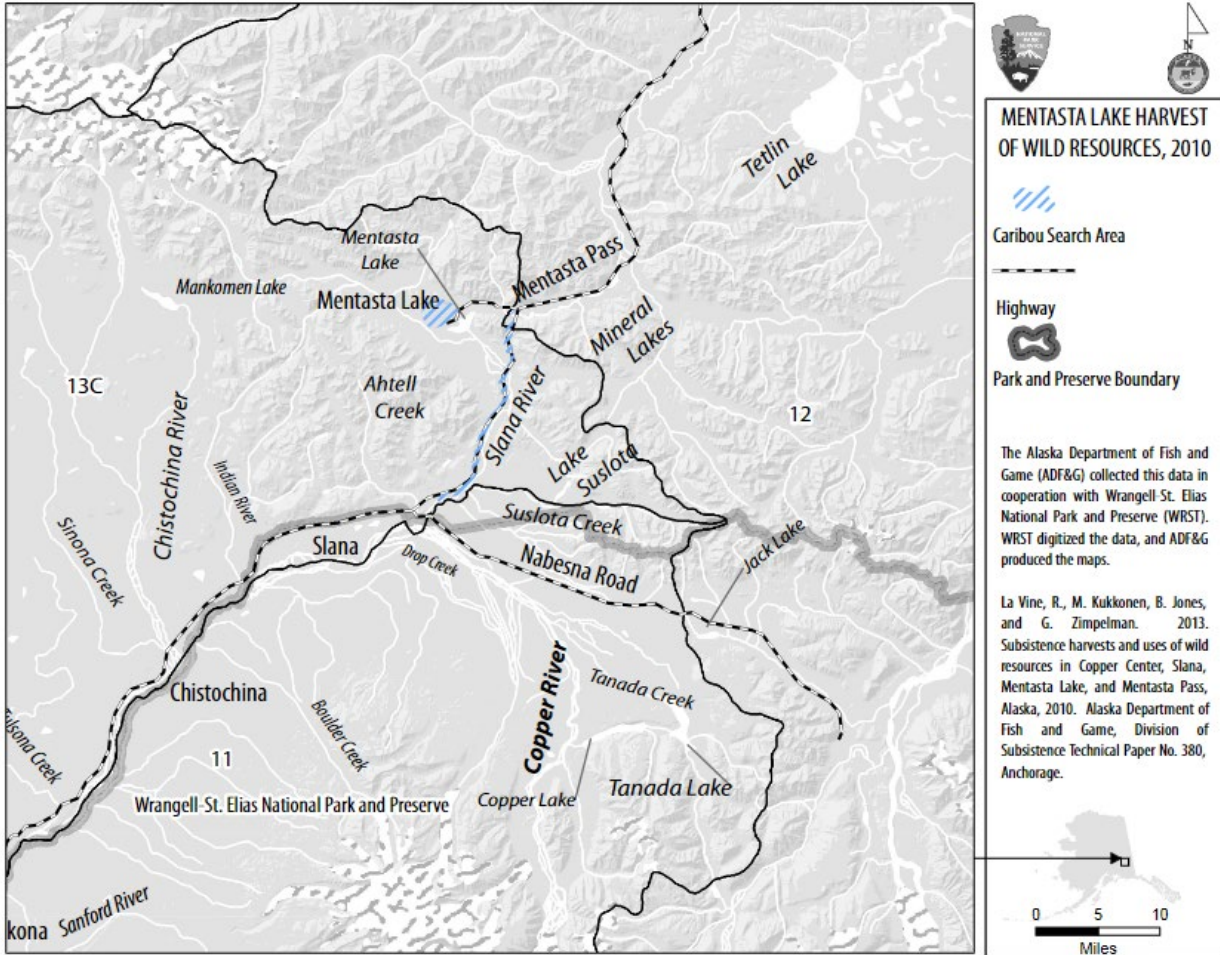 Tetlin
Lake
Mentasta
Lake
Mentasta Pass
Mankomen Lake
Mentasta Lake
Mineral
Lakes
13C
Ahtell
Creek
12
Chistochina River
Slana River
Indian River
Lake
Suslota
Sinona Creek
Suslota Creek
Slana
Drop Creek
Nabesna Road
Jack Lake
Chistochina
Copper River
Tanada Creek
Tulsona Creek
Boulder Creek
11
Wrangell-St. Elias National Park and Preserve
Copper Lake
Tanada Lake
kona
Sanford River
NATIONAL
PARK
SERVICE
N
MENTASTA LAKE HARVEST
OF WILD RESOURCES, 2010
Caribou Search Area
Highway
Park and Preserve Boundary
The Alaska Department of Fish and
Game (ADF&G) collected this data in
cooperation with Wrangell-St. Elias
National Park and Preserve (WRST).
WRST digitized the data, and ADF&G
produced the maps.
La Vine, R., M. Kukkonen, B. Jones,
and G. Zimpelman. 2013.
Subsistence harvests and uses of wild
resources in Copper Center, Slana,
Mentasta Lake, and Mentasta Pass,
Alaska, 2010. Alaska Department of
Fish and Game, Division of
Subsistence Technical Paper No. 380,
Anchorage.
0 5 10
Miles